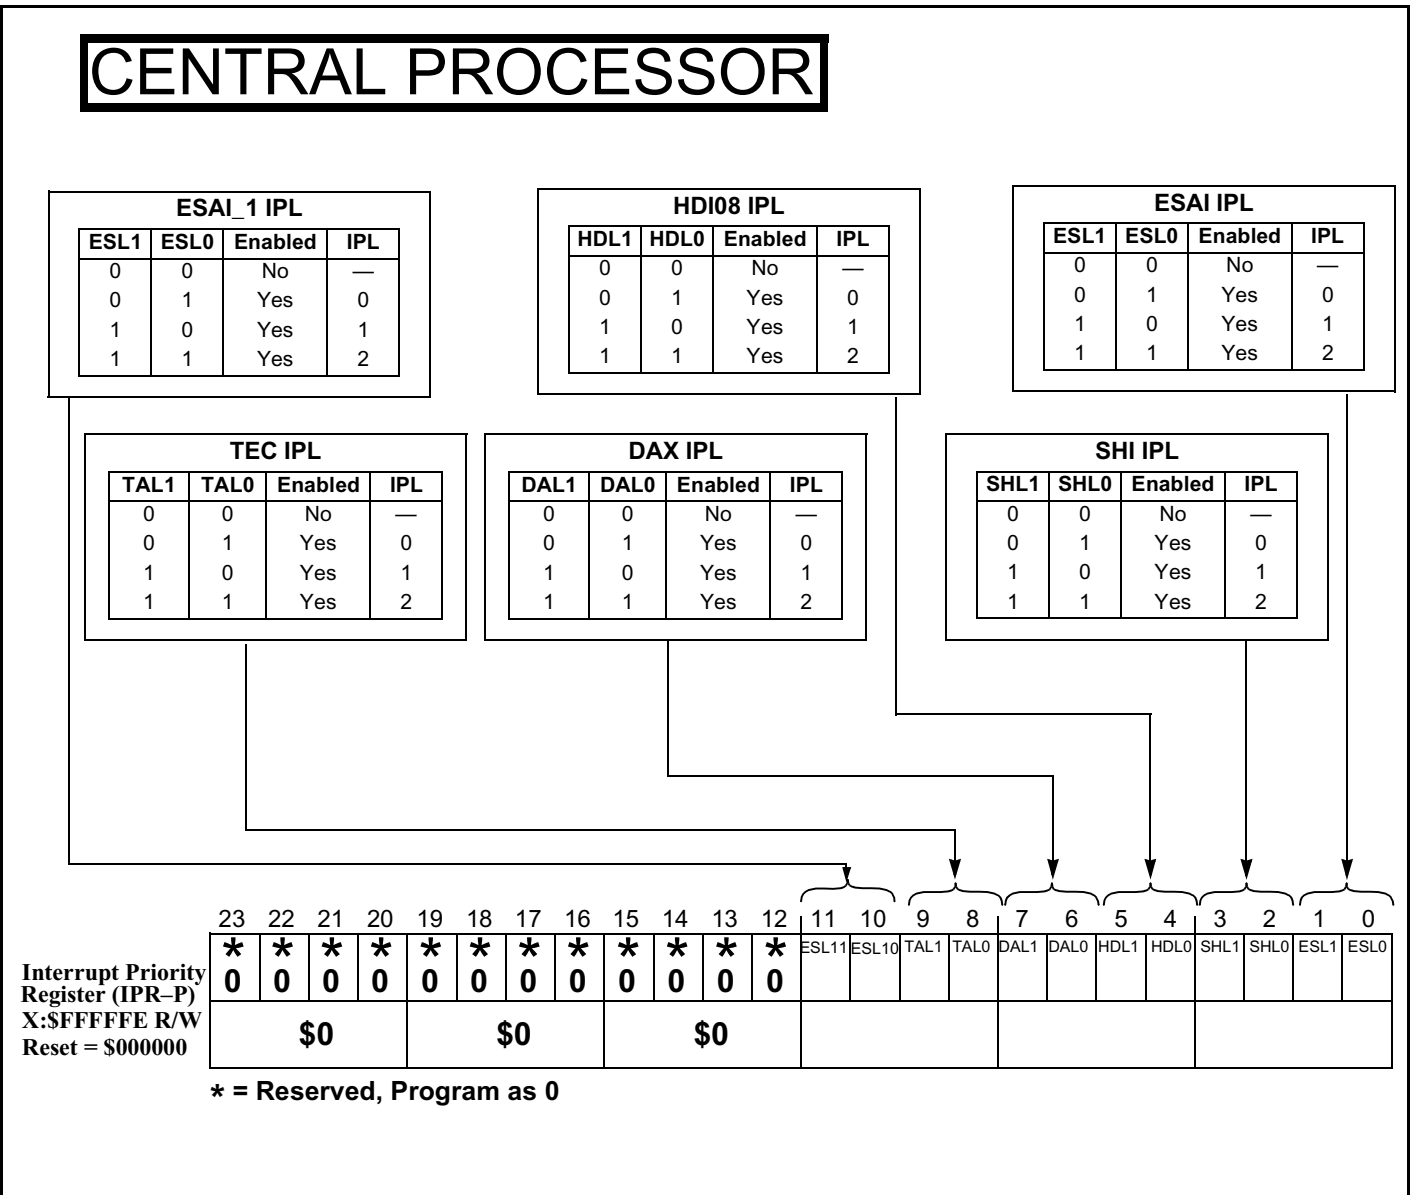 CENTRAL PROCESSOR
ESAI_1 IPL
ESL1 ESL0 Enabled IPL
0 0 No —
0 1 Yes 0
1 0 Yes 1
1 1 Yes 2
HDI08 IPL
HDL1 HDL0 Enabled IPL
0 0 No —
0 1 Yes 0
1 0 Yes 1
1 1 Yes 2
ESAI IPL
ESL1 ESL0 Enabled IPL
0 0 No —
0 1 Yes 0
1 0 Yes 1
1 1 Yes 2
TEC IPL
TAL1 TAL0 Enabled IPL
0 0 No —
0 1 Yes 0
1 0 Yes 1
1 1 Yes 2
DAX IPL
DAL1 DAL0 Enabled IPL
0 0 No —
0 1 Yes 0
1 0 Yes 1
1 1 Yes 2
SHI IPL
SHL1 SHL0 Enabled IPL
0 0 No —
0 1 Yes 0
1 0 Yes 1
1 1 Yes 2
23 22 21 20 19 18 17 16 15 14 13 12 11 10 9 8 7 6 5 4 3 2 1 0
* * * * * * * * * * * * ESL11 ESL10 TAL1 TAL0 DAL1 DAL0 HDL1 HDL0 SHL1 SHL0 ESL1 ESL0
0 0 0 0 0 0 0 0 0 0 0 0
$0 $0 $0
Interrupt Priority
Register (IPR–P)
X:$FFFFFE R/W
Reset = $000000
* = Reserved, Program as 0